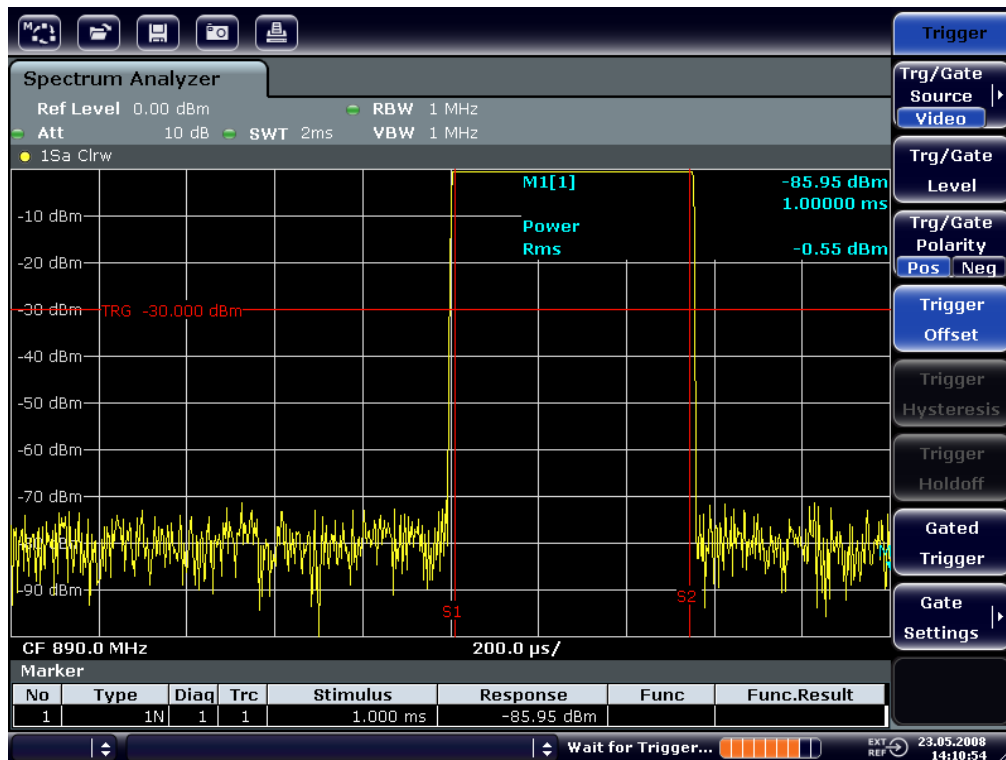 Trigger
Spectrum Analyzer
Ref Level 0.00 dBm RBW 1 MHz
Att 10 dB SWT 2ms VBW 1 MHz
1Sa Clrw
Trg/Gate
Source
Video
Trg/Gate
Level
Trg/Gate
Polarity
Pos Neg
Trigger
Offset
Trigger
Hysteresis
Trigger
Holdoff
Gated
Trigger
Gate
Settings
M1[1] -85.95 dBm
1.00000 ms
Power
Rms -0.55 dBm
-10 dBm
-20 dBm
-30 dBm TRG -30.000 dBm
-40 dBm
-50 dBm
-60 dBm
-70 dBm
-90 dBm
S1 S2
CF 890.0 MHz 200.0 µs/
Marker
No Type Diaq Trc Stimulus Response Func Func.Result
1 1N 1 1 1.000 ms -85.95 dBm
Wait for Trigger... EXT REF 23.05.2008
14:10:54